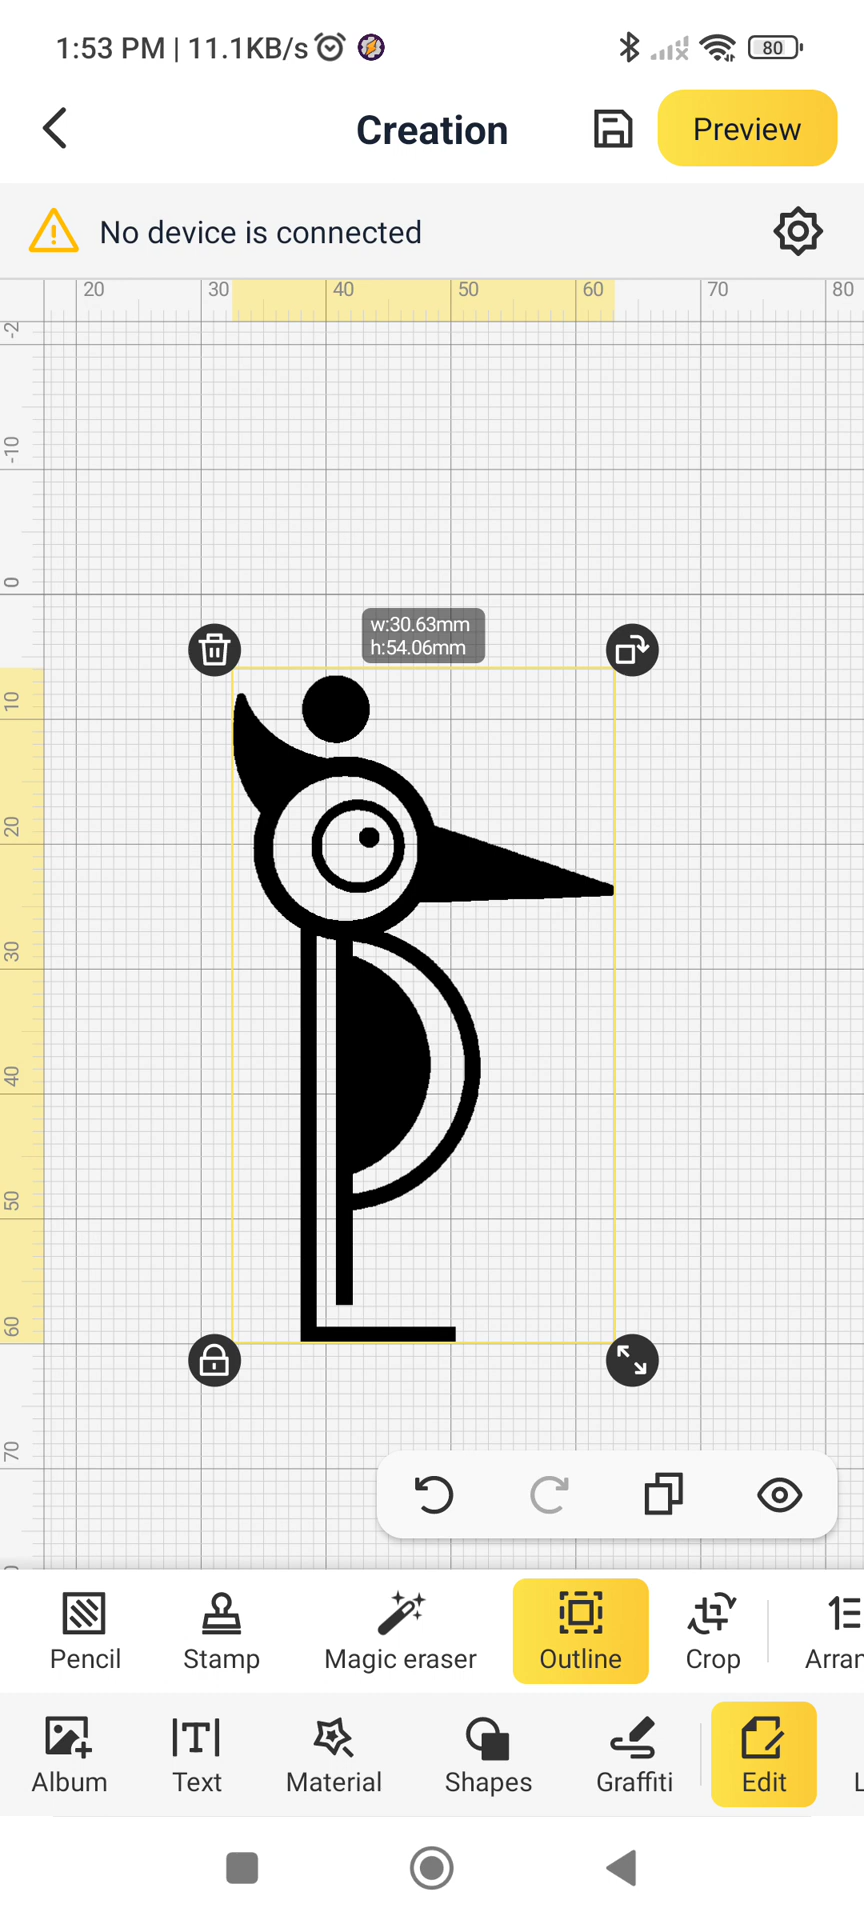 1:53 PM | 11.1KB/s
80
Creation
Preview
No device is connected
20 30 40 50 60 70 80
-2
-10
0
w:30.63mm
h:54.06mm
10
20
30
40
50
60
70
Pencil Stamp Magic eraser Outline Crop Arran
Album Text Material Shapes Graffiti Edit L